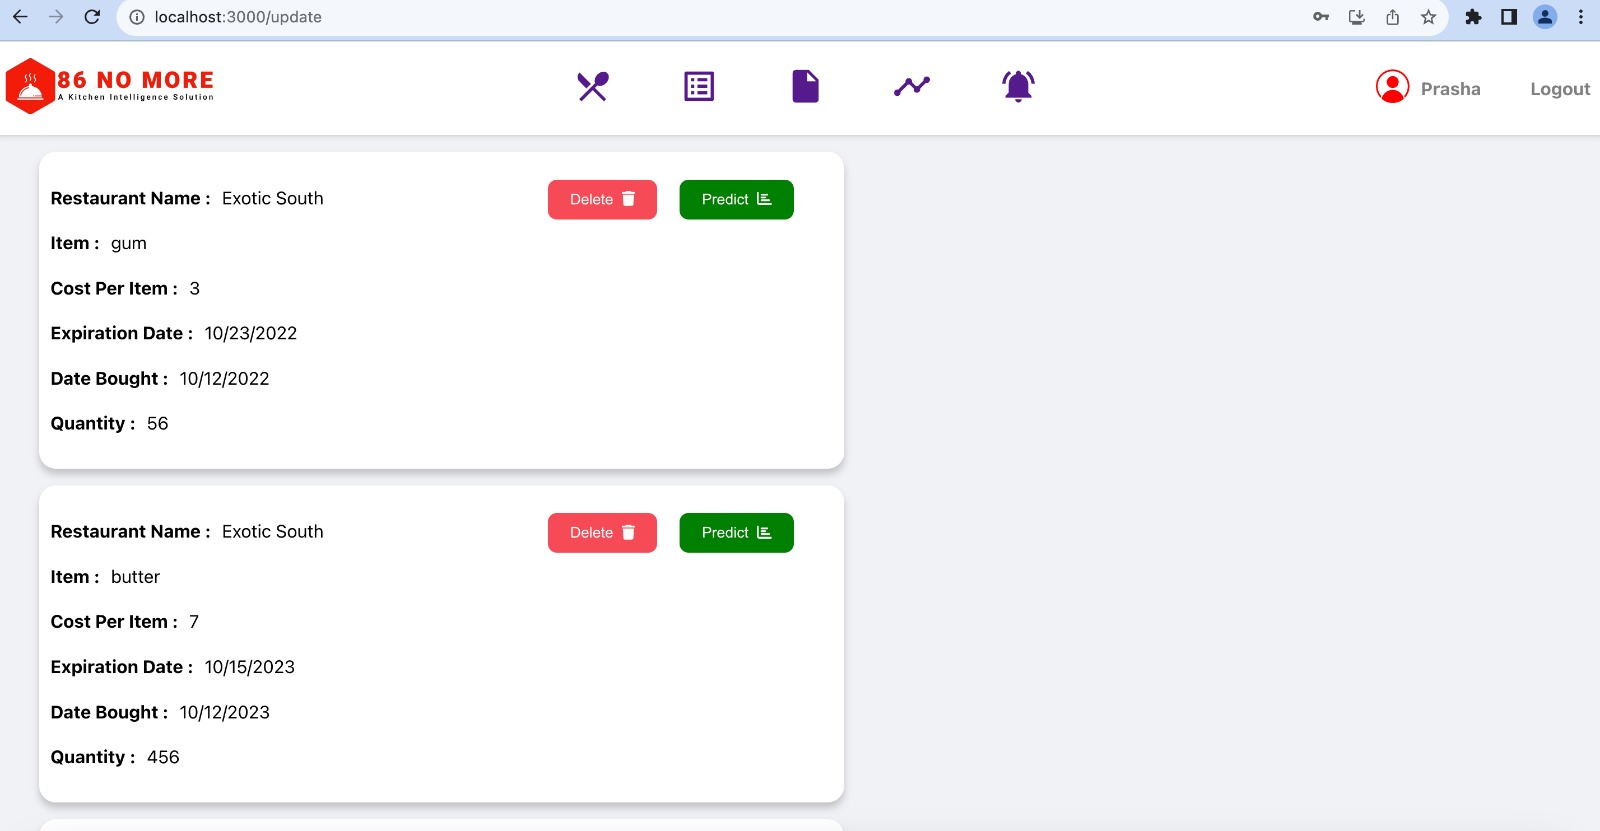 localhost:3000/update
86 NO MORE
A Kitchen Intelligence Solution
Prasha
Logout
Restaurant Name : Exotic South
Delete
Predict
Item : gum
Cost Per Item : 3
Expiration Date : 10/23/2022
Date Bought : 10/12/2022
Quantity : 56
Restaurant Name : Exotic South
Delete
Predict
Item : butter
Cost Per Item : 7
Expiration Date : 10/15/2023
Date Bought : 10/12/2023
Quantity : 456